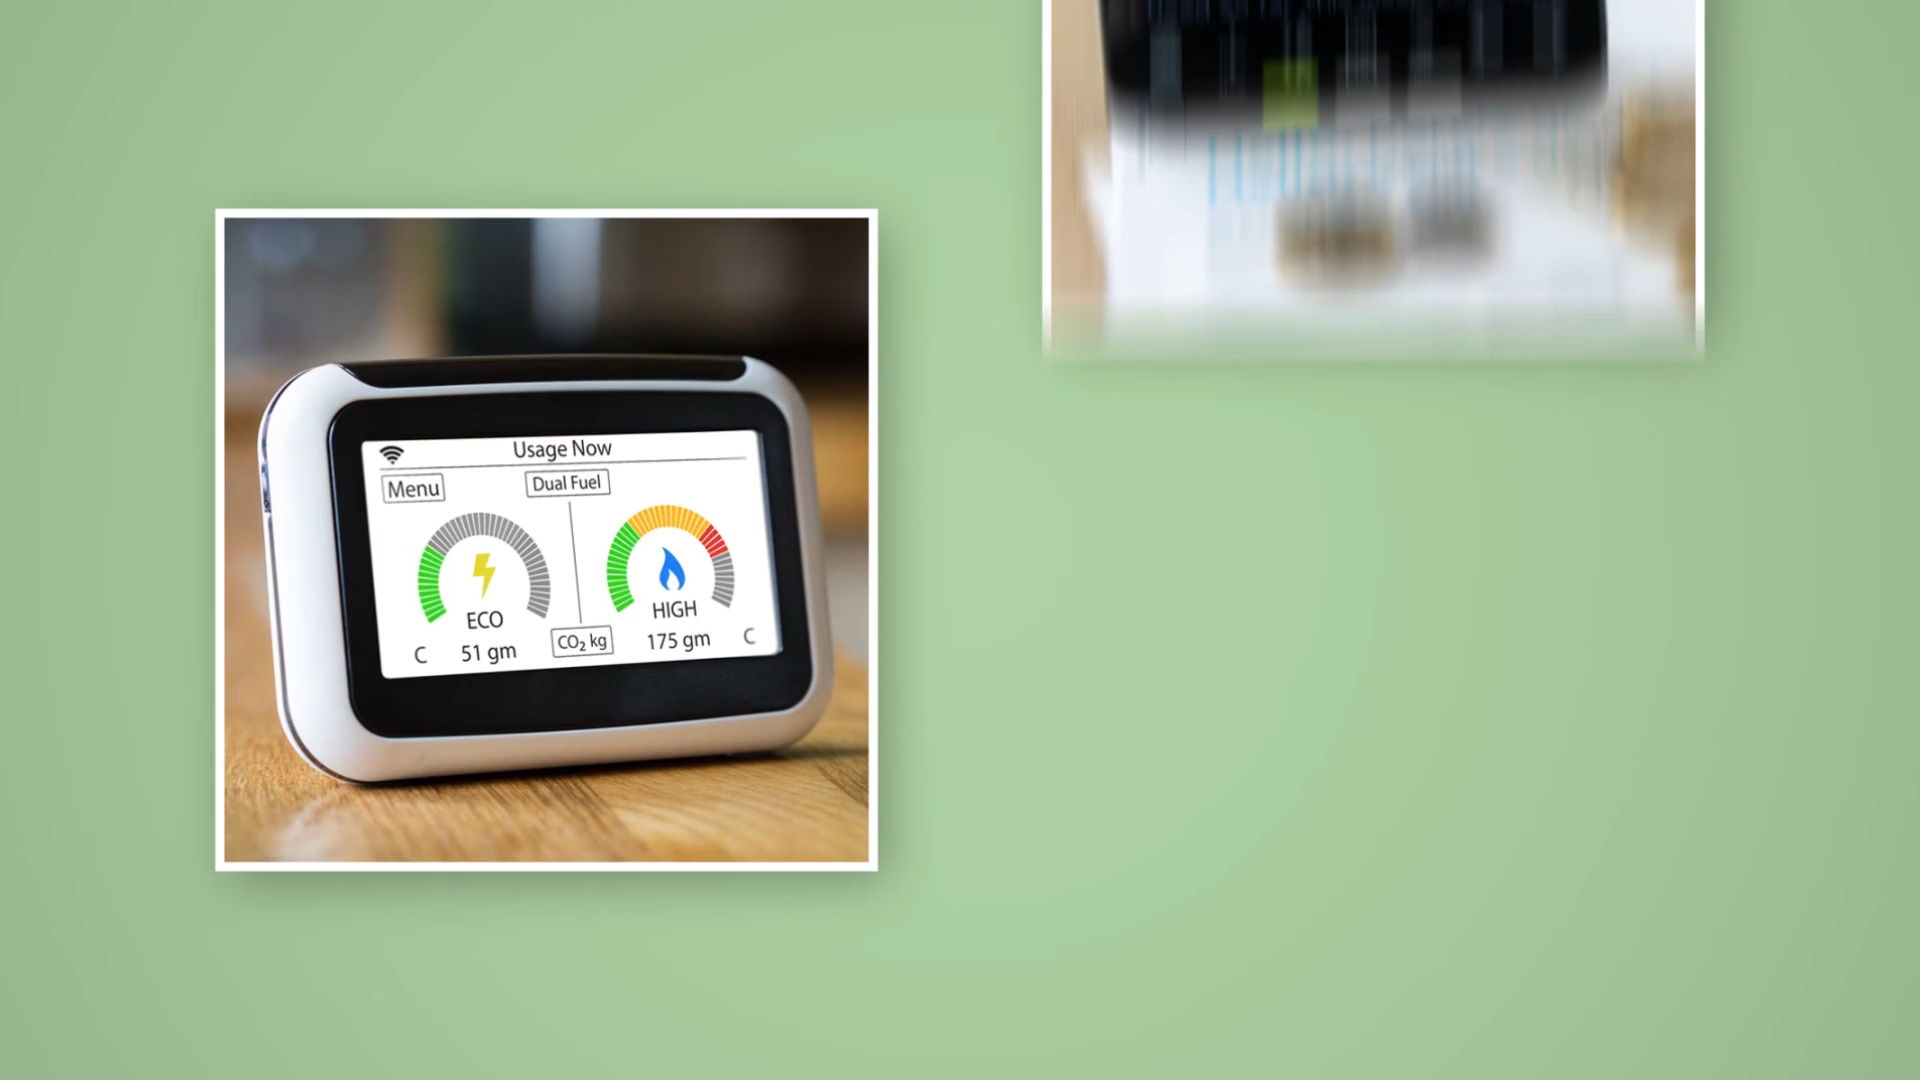 Usage Now
Menu
Dual Fuel
ECO
HIGH
C 51 gm
CO₂ kg
175 gm C